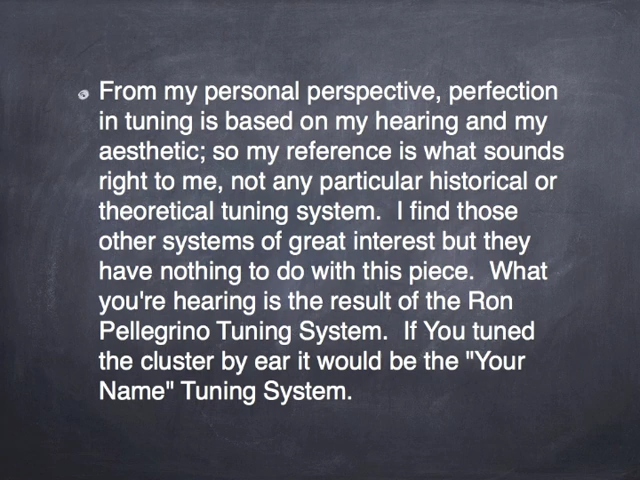 From my personal perspective, perfection
in tuning is based on my hearing and my
aesthetic; so my reference is what sounds
right to me, not any particular historical or
theoretical tuning system.  I find those
other systems of great interest but they
have nothing to do with this piece.  What
you're hearing is the result of the Ron
Pellegrino Tuning System.  If You tuned
the cluster by ear it would be the "Your
Name" Tuning System.